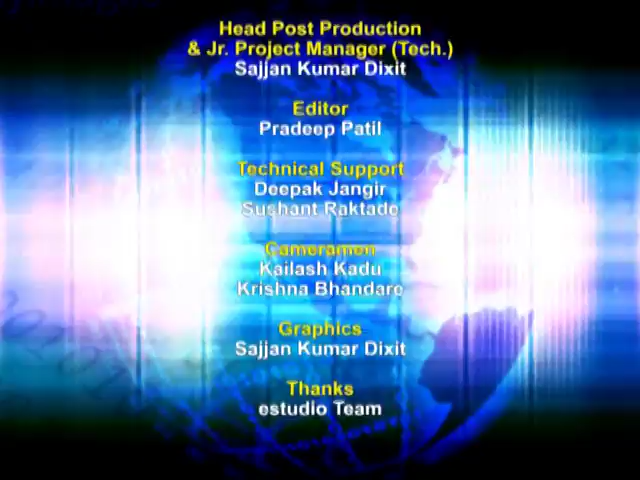 Head Post Production
& Jr. Project Manager (Tech.)
Sajjan Kumar Dixit
Editor
Pradeep Patil
Technical Support
Deepak Jangir
Sushant Raktade
Cameramen
Kailash Kadu
Krishna Bhandare
Graphics
Sajjan Kumar Dixit
Thanks
estudio Team